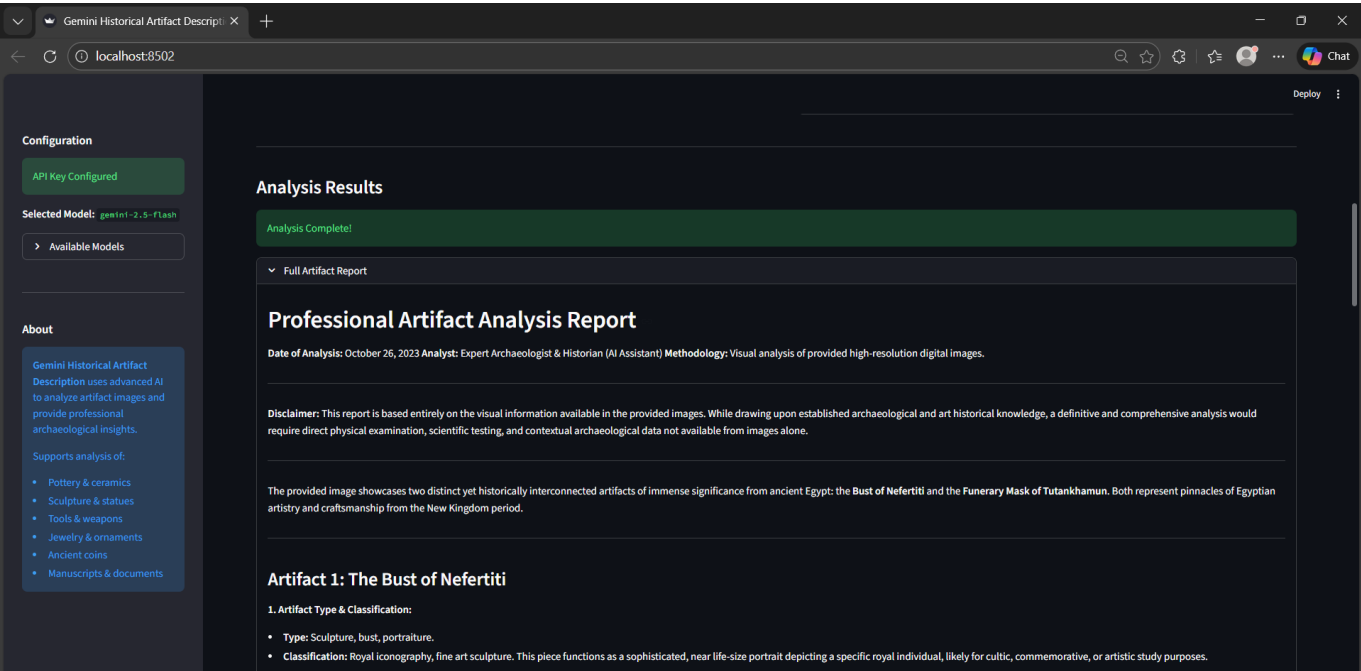 Gemini Historical Artifact Descripti
localhost:8502
Chat
Deploy
Configuration
API Key Configured
Selected Model: gemini-2.5-flash
Available Models
About
Gemini Historical Artifact
Description uses advanced AI
to analyze artifact images and
provide professional
archaeological insights.
Supports analysis of:
• Pottery & ceramics
• Sculpture & statues
• Tools & weapons
• Jewelry & ornaments
• Ancient coins
• Manuscripts & documents
Analysis Results
Analysis Complete!
Full Artifact Report
Professional Artifact Analysis Report
Date of Analysis: October 26, 2023 Analyst: Expert Archaeologist & Historian (AI Assistant) Methodology: Visual analysis of provided high-resolution digital images.
Disclaimer: This report is based entirely on the visual information available in the provided images. While drawing upon established archaeological and art historical knowledge, a definitive and comprehensive analysis would
require direct physical examination, scientific testing, and contextual archaeological data not available from images alone.
The provided image showcases two distinct yet historically interconnected artifacts of immense significance from ancient Egypt: the Bust of Nefertiti and the Funerary Mask of Tutankhamun. Both represent pinnacles of Egyptian
artistry and craftsmanship from the New Kingdom period.
Artifact 1: The Bust of Nefertiti
1. Artifact Type & Classification:
• Type: Sculpture, bust, portraiture.
• Classification: Royal iconography, fine art sculpture. This piece functions as a sophisticated, near life-size portrait depicting a specific royal individual, likely for cultic, commemorative, or artistic study purposes.